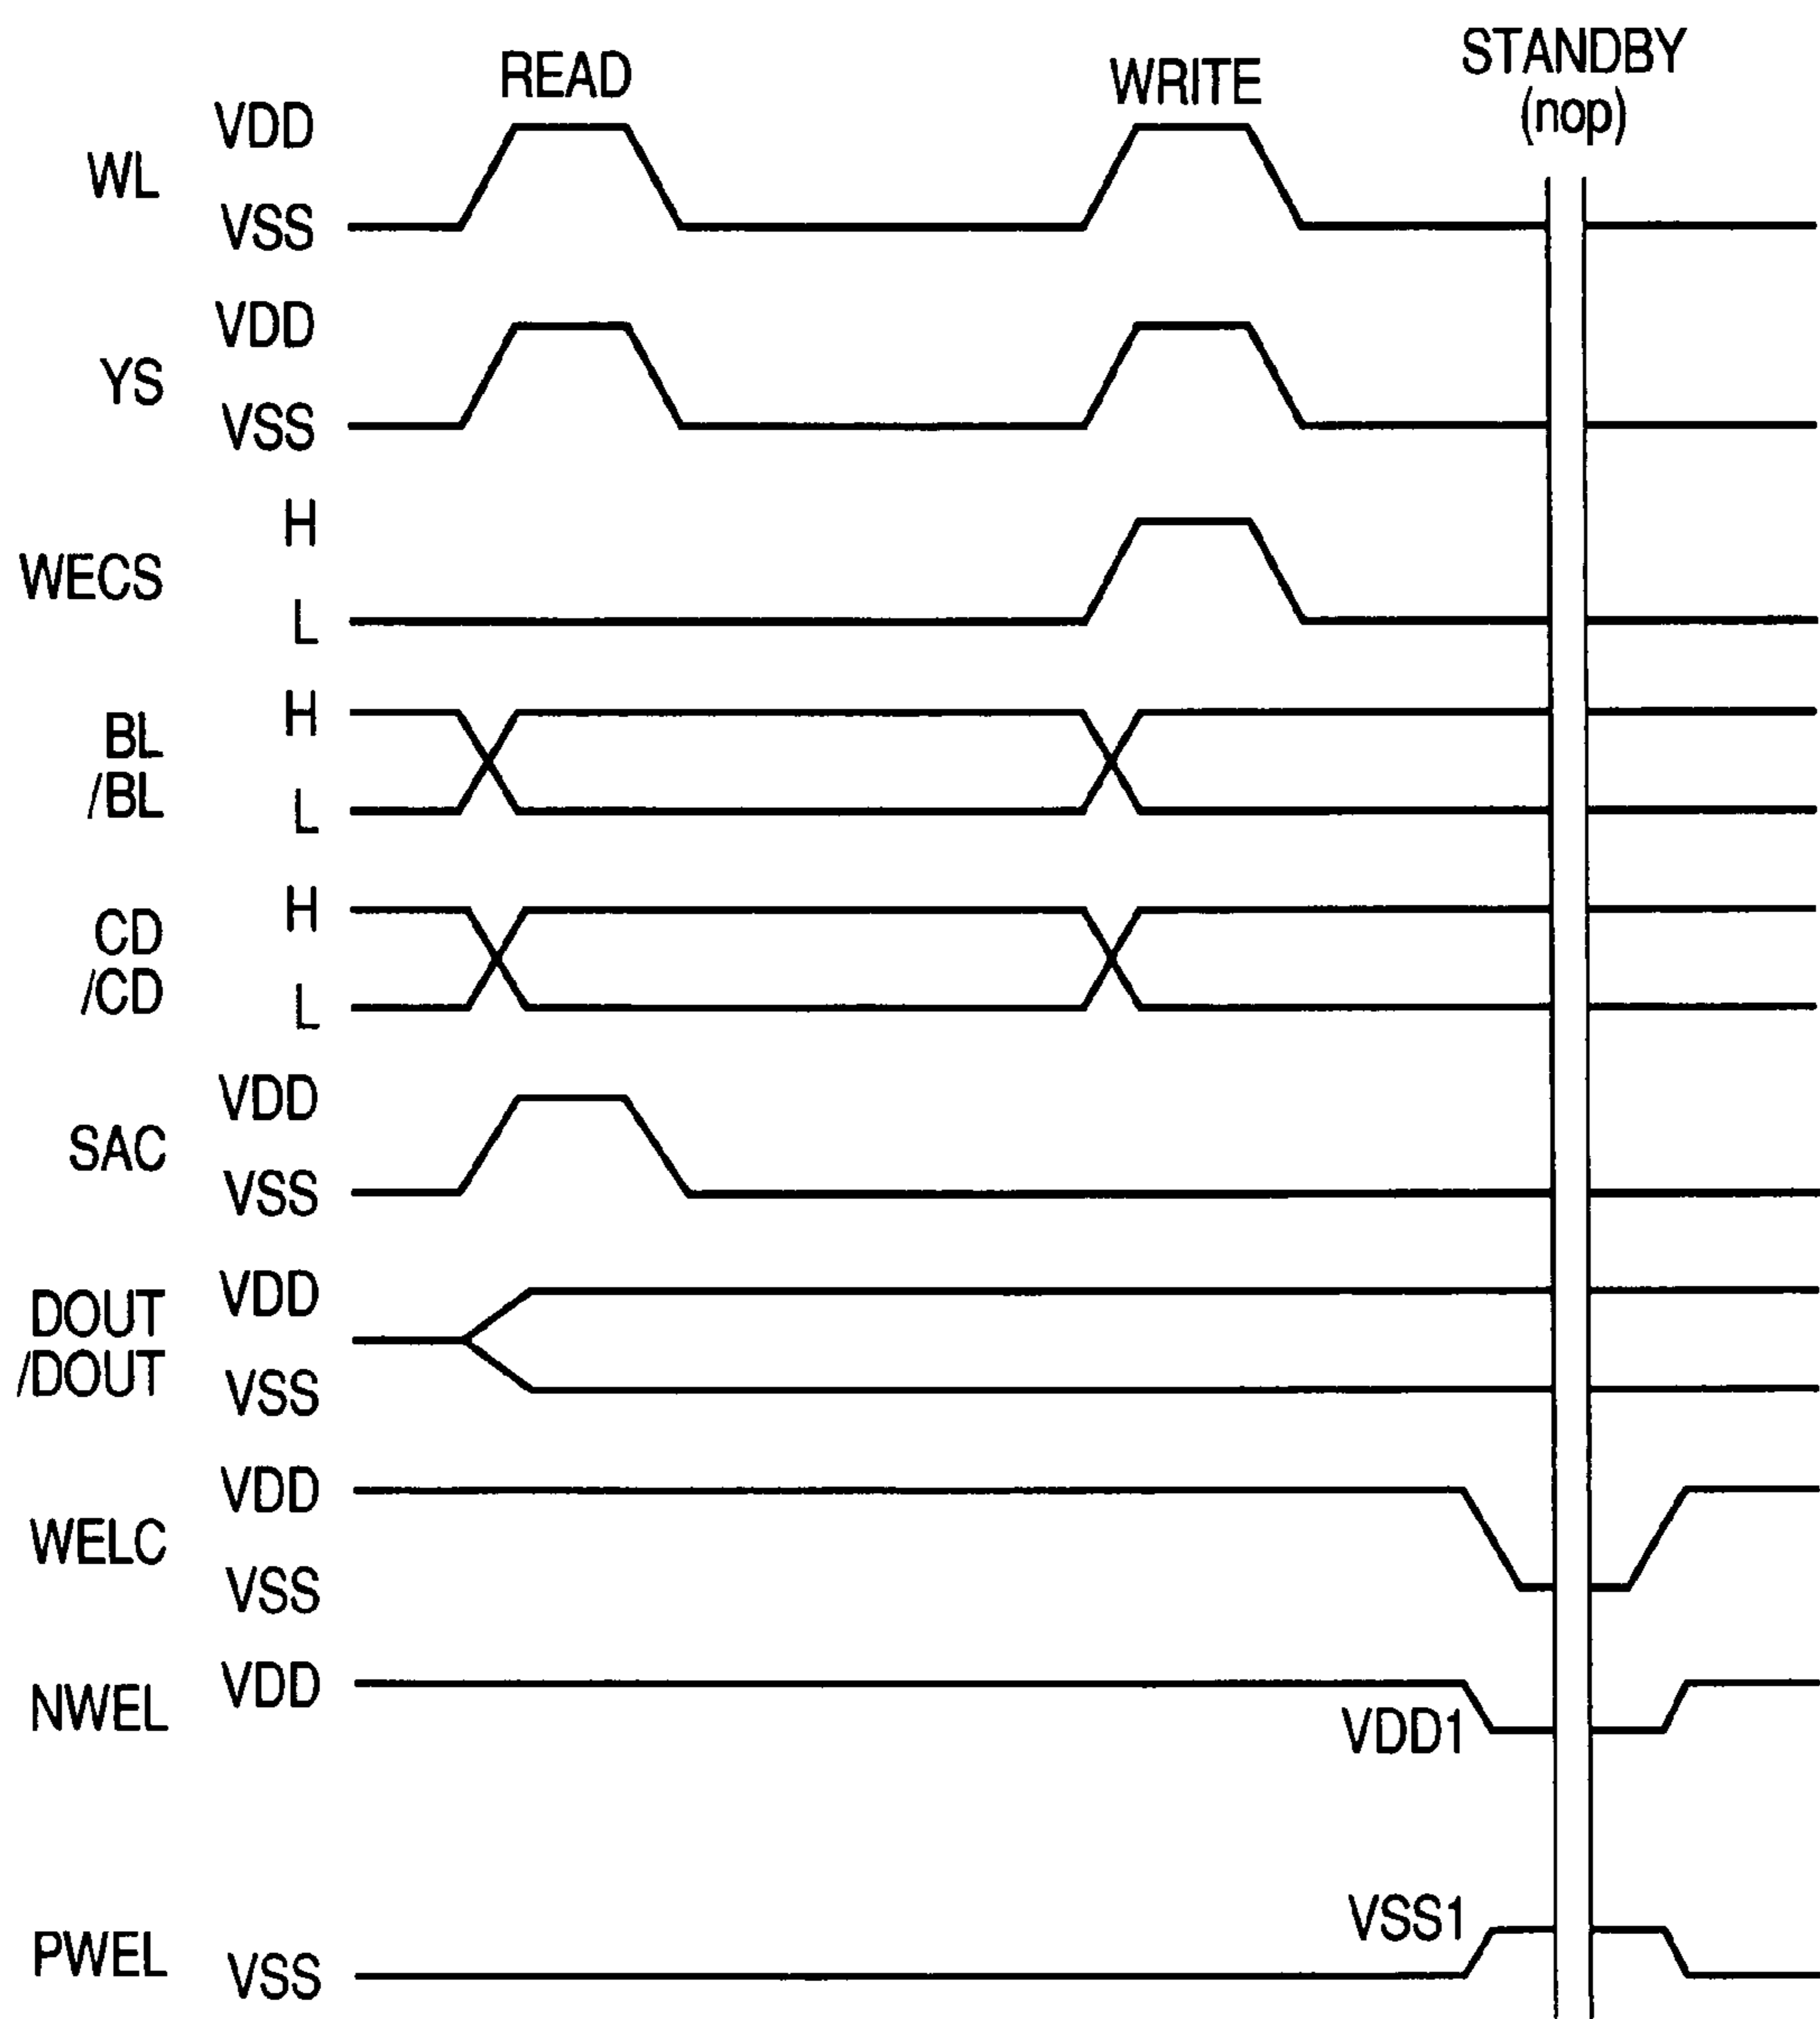 READ
WRITE
STANDBY
(nop)
WL
VDD
VSS
YS
VDD
VSS
WECS
H
L
BL
/BL
H
L
CD
/CD
H
L
SAC
VDD
VSS
DOUT
/DOUT
VDD
VSS
WELC
VDD
VSS
NWEL
VDD
VDD1
PWEL
VSS1
VSS